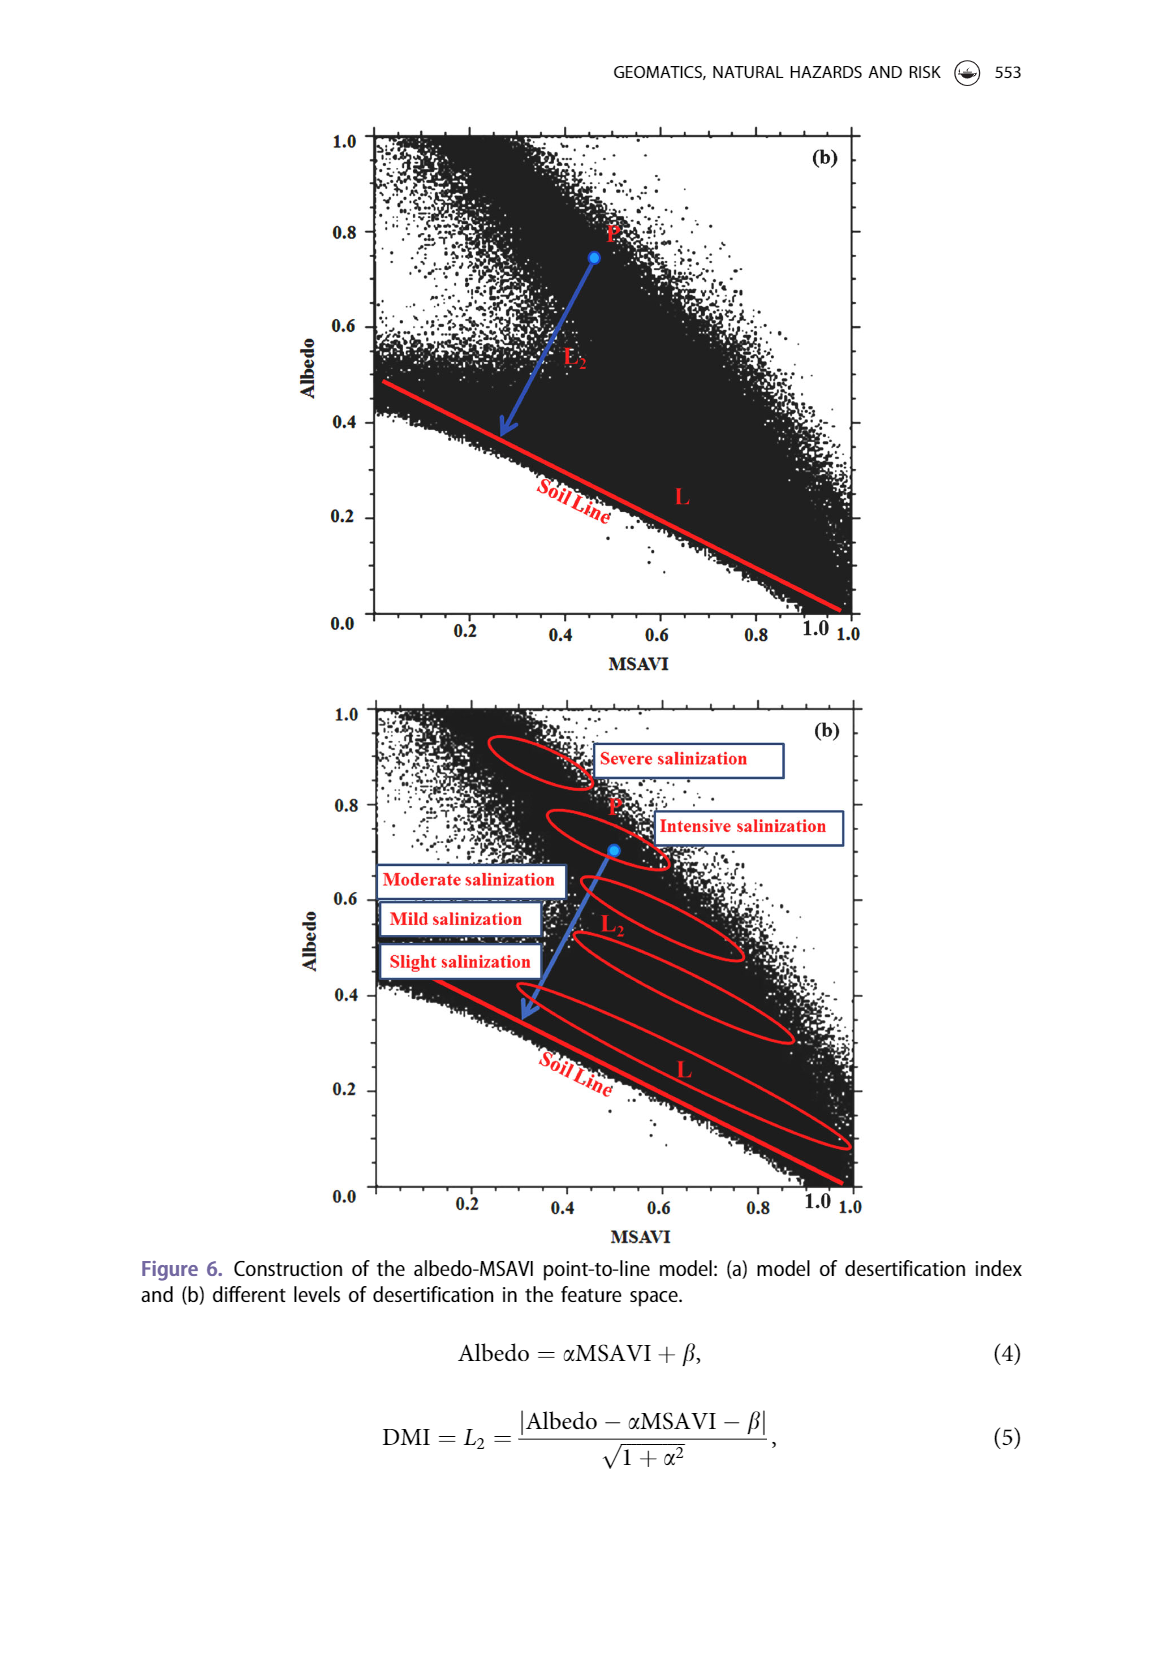 GEOMATICS, NATURAL HAZARDS AND RISK 553
(b)
1.0
0.8
0.6
0.4
0.2
0.0
Albedo
P
L2
L
Soil Line
0.2 0.4 0.6 0.8 1.0 1.0
MSAVI
(b)
1.0
0.8
0.6
0.4
0.2
0.0
Albedo
Severe salinization
P
Intensive salinization
Moderate salinization
Mild salinization
L2
Slight salinization
L
Soil Line
0.2 0.4 0.6 0.8 1.0 1.0
MSAVI
Figure 6. Construction of the albedo-MSAVI point-to-line model: (a) model of desertification index
and (b) different levels of desertification in the feature space.
Albedo = αMSAVI + β, (4)
DMI = L₂ = |Albedo − αMSAVI − β| / √1 + α², (5)